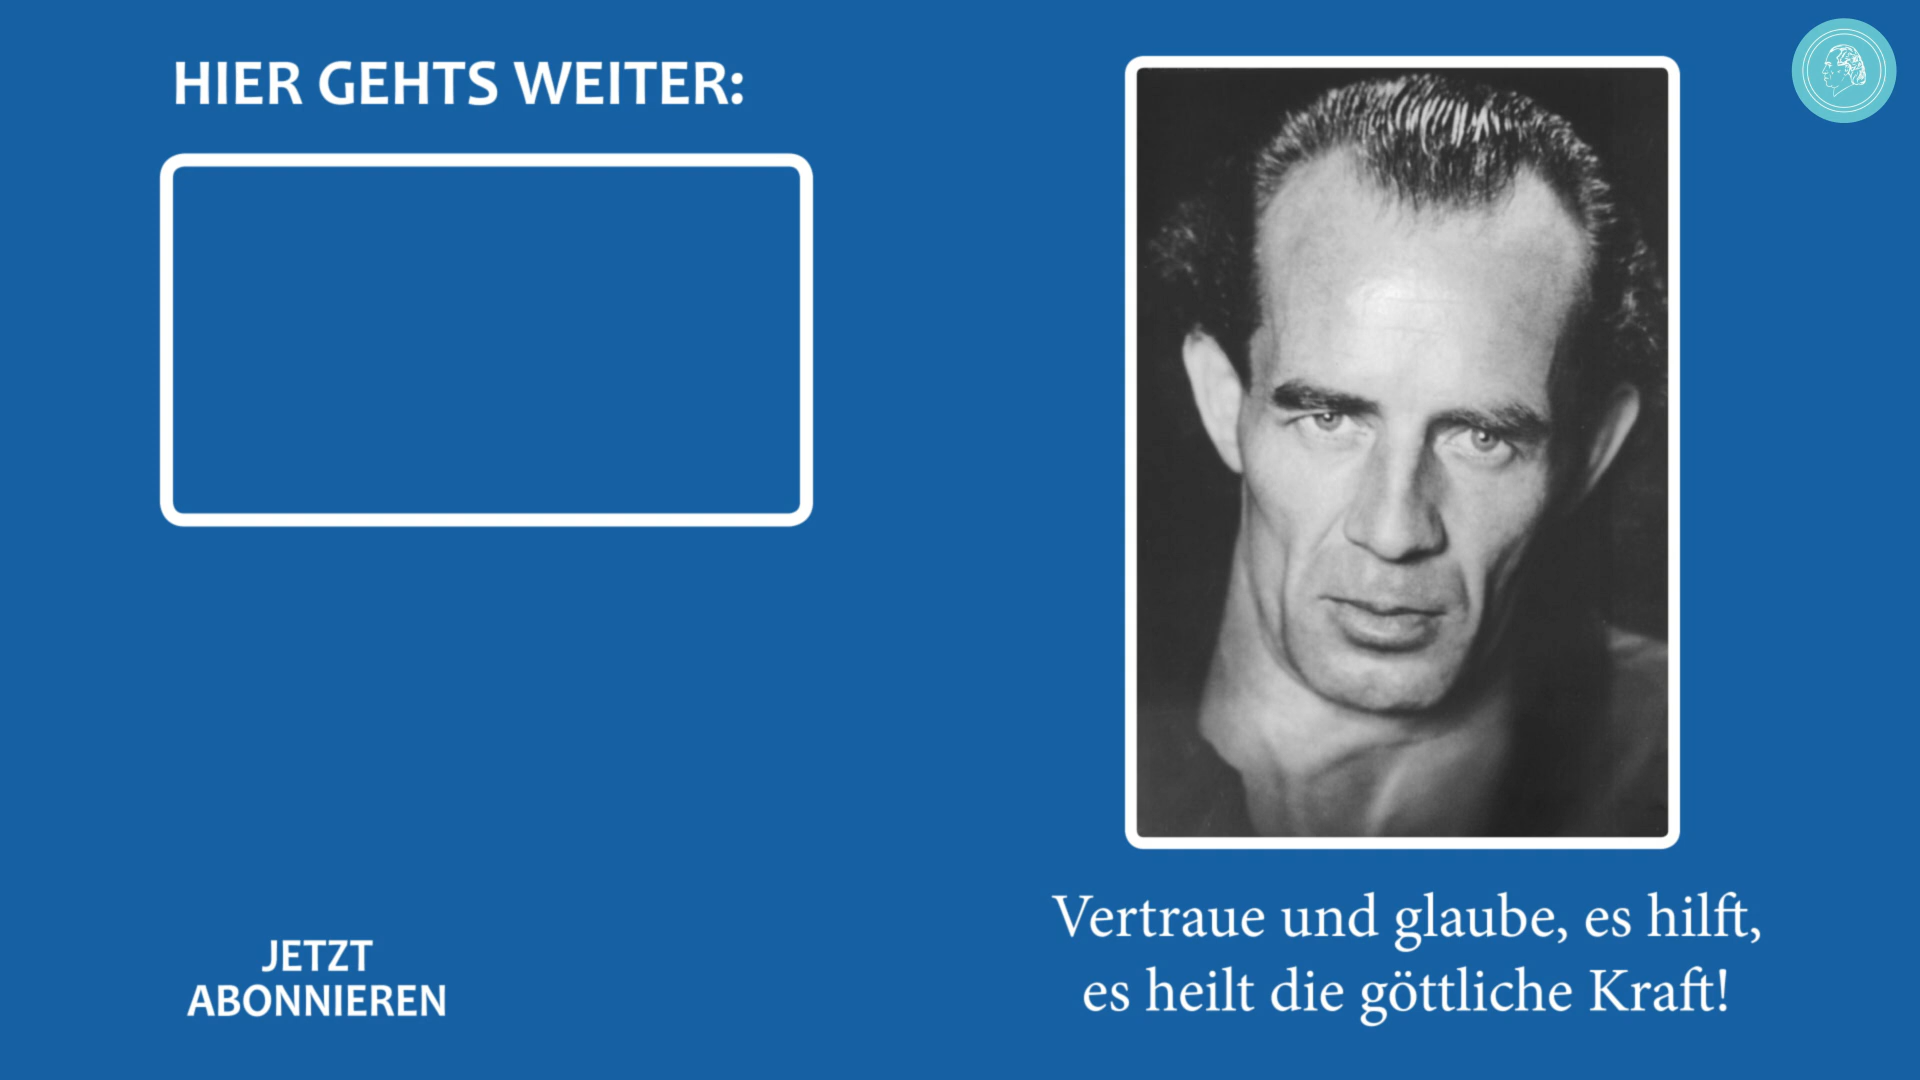 HIER GEHTS WEITER:
JETZT
ABONNIEREN
Vertraue und glaube, es hilft,
es heilt die göttliche Kraft!